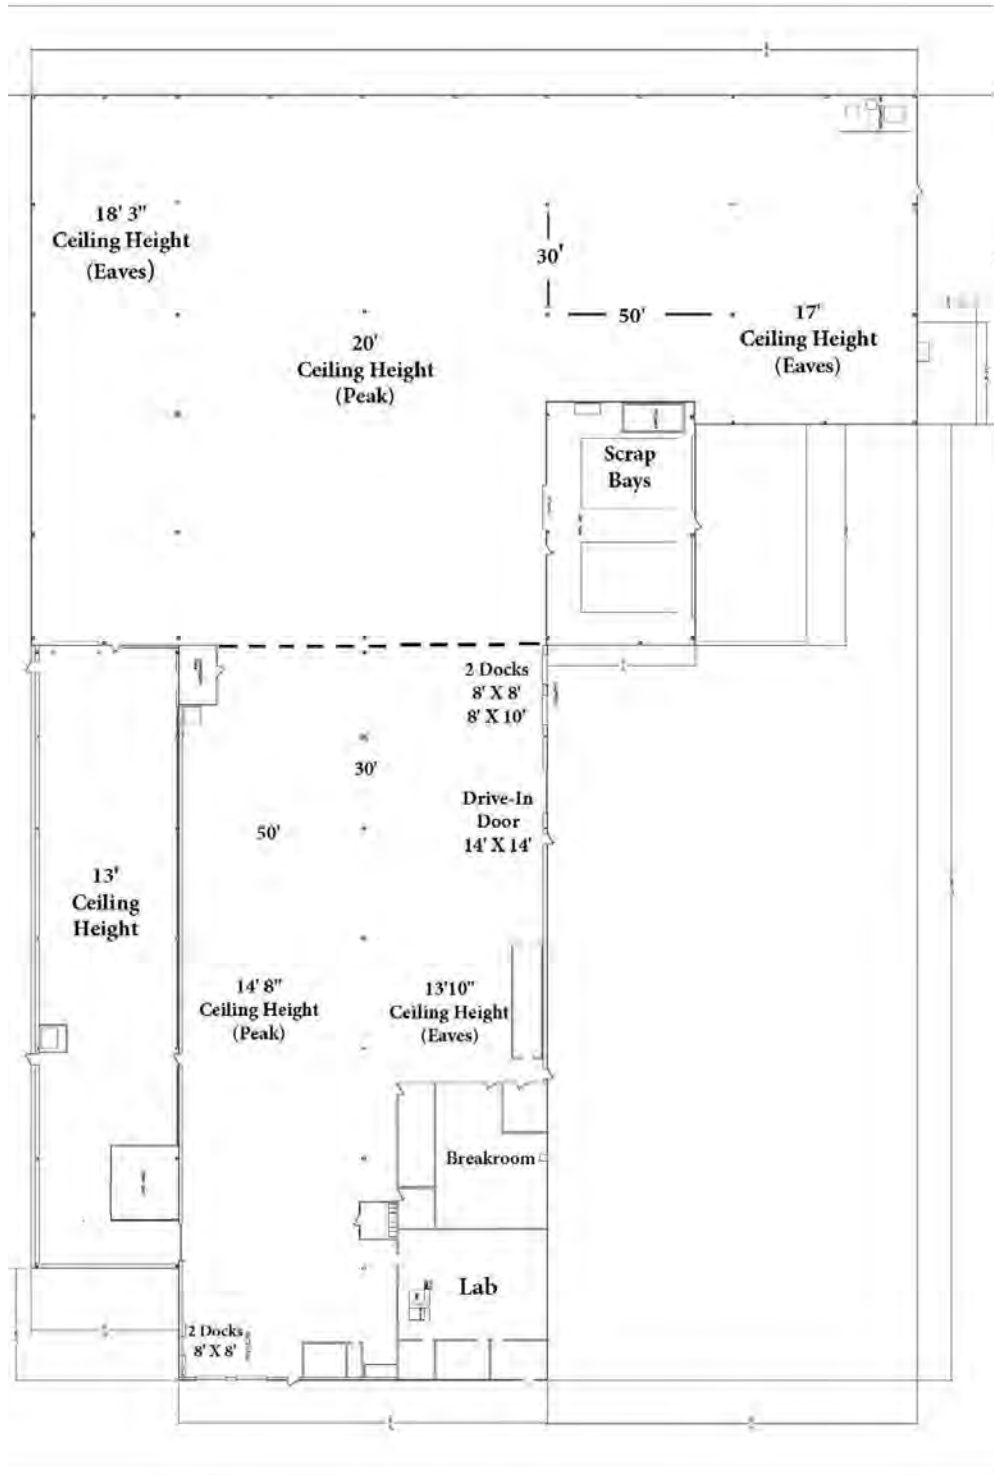 18' 3"
Ceiling Height
(Eaves)
30'
50'
17'
Ceiling Height
(Eaves)
20'
Ceiling Height
(Peak)
Scrap
Bays
2 Docks
8' X 8'
8' X 10'
30'
50'
Drive-In
Door
14' X 14'
13'
Ceiling
Height
14' 8"
Ceiling Height
(Peak)
13'10"
Ceiling Height
(Eaves)
Breakroom
Lab
2 Docks
8' X 8'